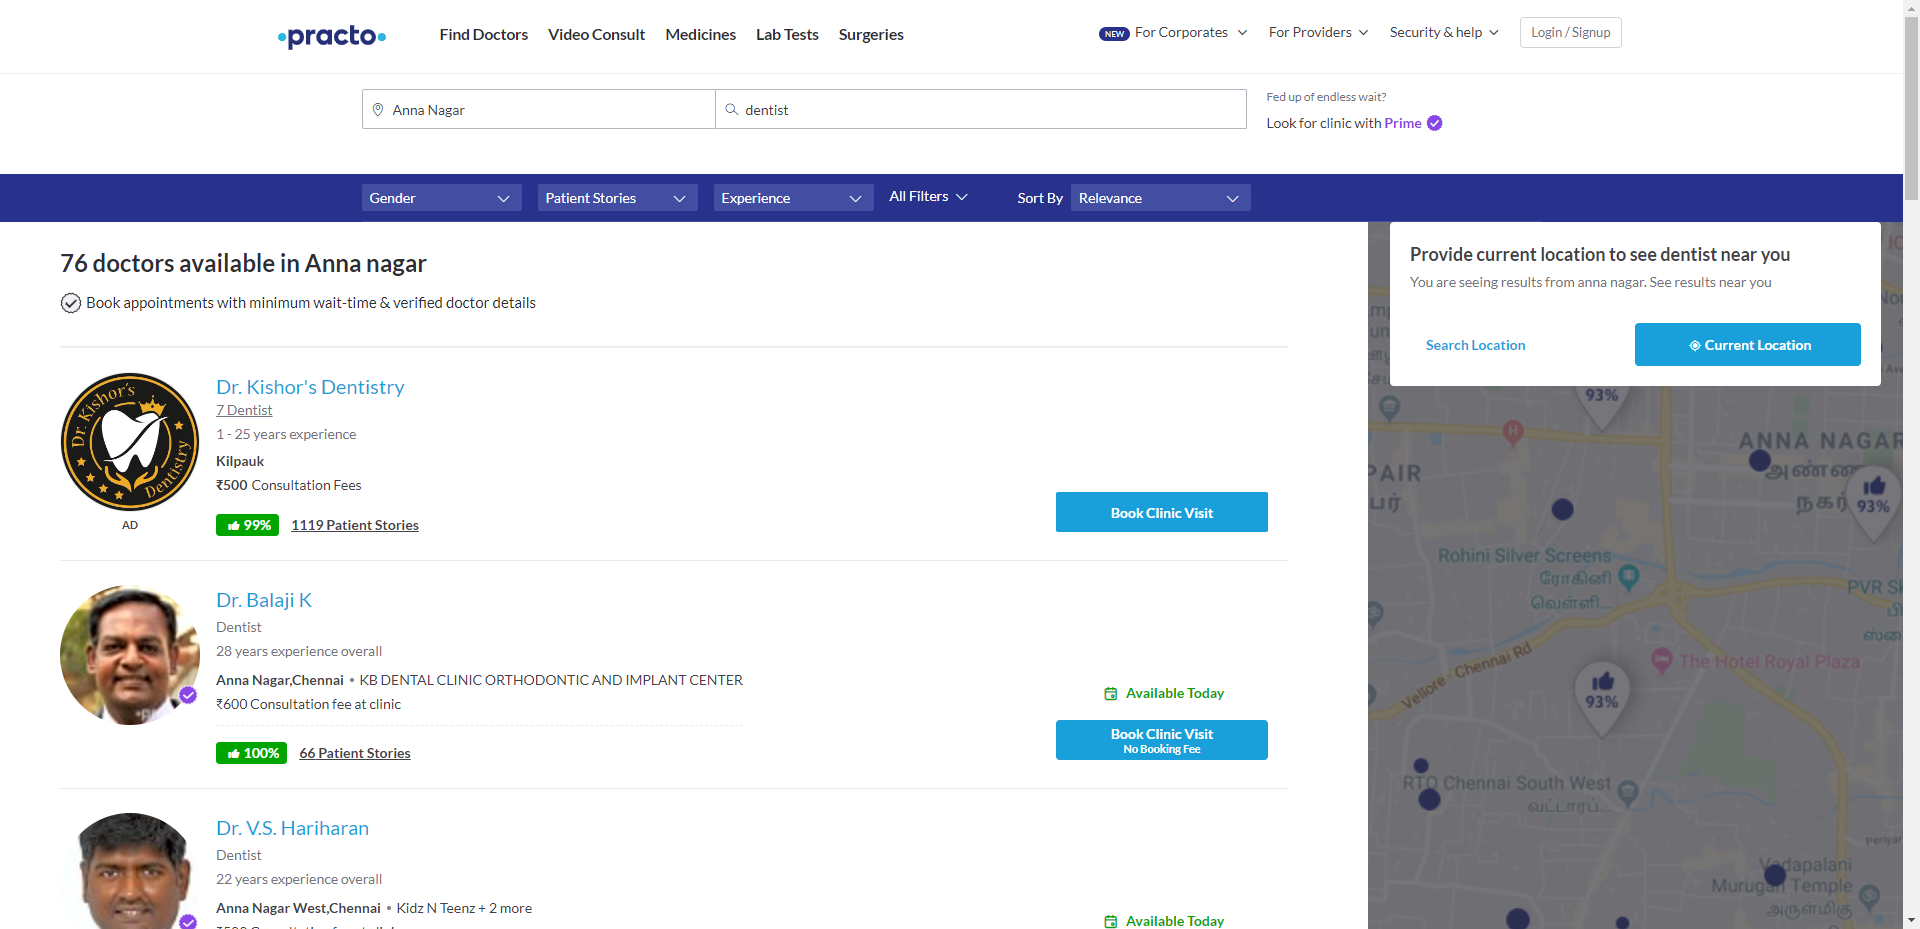 practo
Find Doctors
Video Consult
Medicines
Lab Tests
Surgeries
NEW For Corporates
For Providers
Security & help
Login / Signup
Anna Nagar
dentist
Fed up of endless wait?
Look for clinic with Prime
Gender
Patient Stories
Experience
All Filters
Sort By
Relevance
76 doctors available in Anna nagar
Book appointments with minimum wait-time & verified doctor details
Dr. Kishor's
Dentistry
AD
Dr. Kishor's Dentistry
7 Dentist
1 - 25 years experience
Kilpauk
₹500 Consultation Fees
99%
1119 Patient Stories
Book Clinic Visit
Dr. Balaji K
Dentist
28 years experience overall
Anna Nagar,Chennai • KB DENTAL CLINIC ORTHODONTIC AND IMPLANT CENTER
₹600 Consultation fee at clinic
100%
66 Patient Stories
Available Today
Book Clinic Visit
No Booking Fee
Dr. V.S. Hariharan
Dentist
22 years experience overall
Anna Nagar West,Chennai • Kidz N Teenz + 2 more
Available Today
Provide current location to see dentist near you
You are seeing results from anna nagar. See results near you
Search Location
Current Location
93%
H
ANNA NAGAR
அண்ணா
நகர்
93%
PAIR
பர்
Rohini Silver Screens
ரோகினி
வெள்ளி...
PVR SK
ஸ்கை
Vellore - Chennai Rd
The Hotel Royal Plaza
93%
RTO Chennai South West
வட்டாரப்...
Periyar
Vadapalani
Murugan Temple
அருள்மிகு